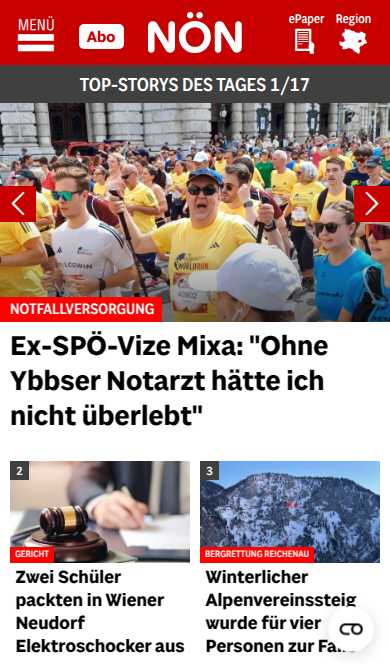 MENÜ
Abo
NÖN
ePaper
Region
TOP-STORYS DES TAGES 1/17
NOTFALLVERSORGUNG
Ex-SPÖ-Vize Mixa: "Ohne
Ybbser Notarzt hätte ich
nicht überlebt"
2
GERICHT
Zwei Schüler
packten in Wiener
Neudorf
Elektroschocker aus
3
BERGRETTUNG REICHENAU
Winterlicher
Alpenvereinssteig
wurde für vier
Personen zur